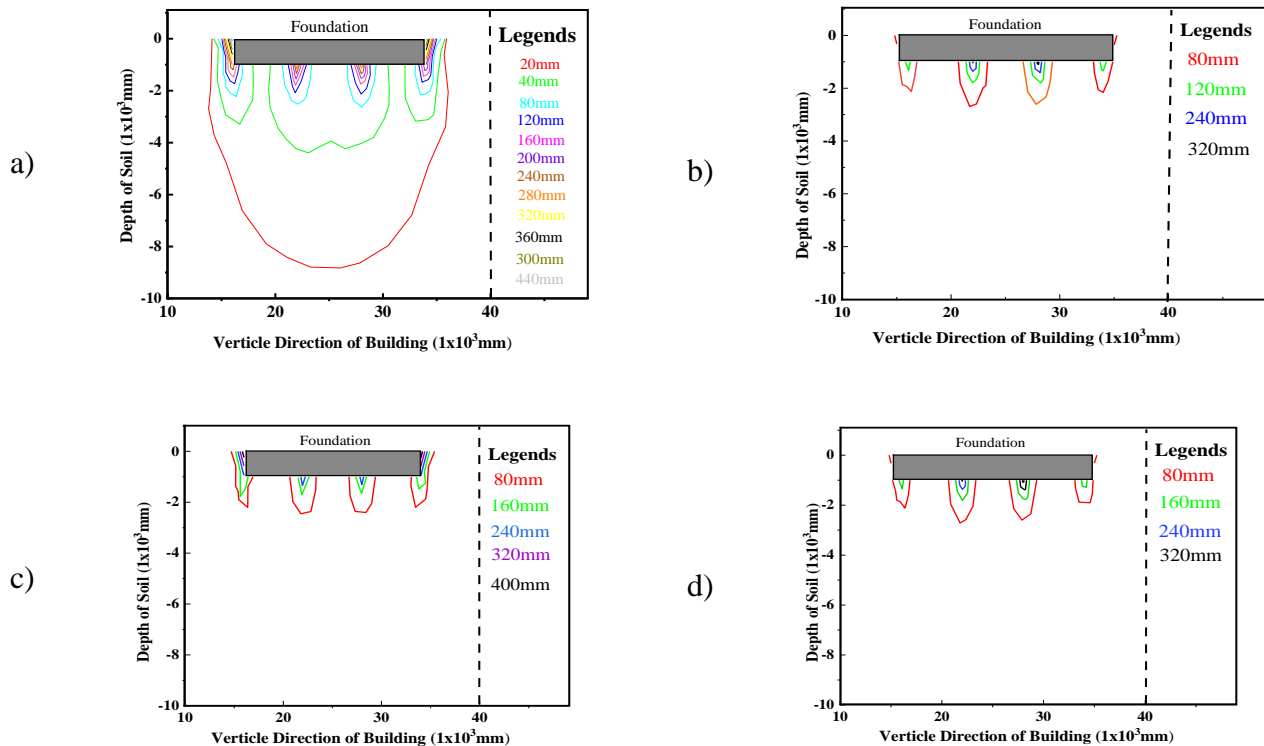 a)
Foundation
Legends
20mm
40mm
80mm
120mm
160mm
200mm
240mm
280mm
320mm
360mm
300mm
440mm
0
-2
-4
-6
-8
-10
10 20 30 40
Depth of Soil (1x10³mm)
Verticle Direction of Building (1x10³mm)
b)
Foundation
Legends
80mm
120mm
240mm
320mm
0
-2
-4
-6
-8
-10
10 20 30 40
Depth of Soil (1x10³mm)
Verticle Direction of Building (1x10³mm)
c)
Foundation
Legends
80mm
160mm
240mm
320mm
400mm
0
-2
-4
-6
-8
-10
10 20 30 40
Depth of Soil (1x10³mm)
Verticle Direction of Building (1x10³mm)
d)
Foundation
Legends
80mm
160mm
240mm
320mm
0
-2
-4
-6
-8
-10
10 20 30 40
Depth of Soil (1x10³mm)
Verticle Direction of Building (1x10³mm)